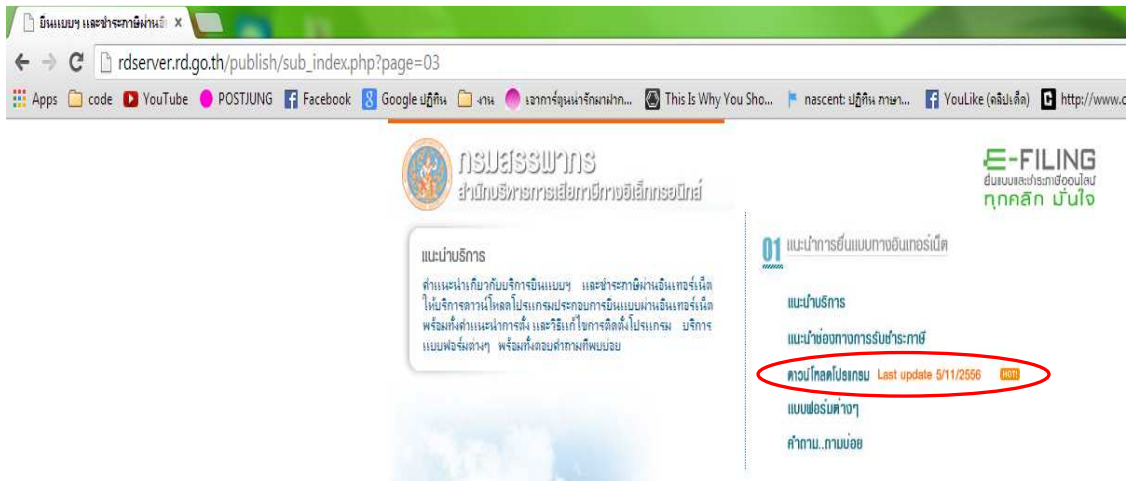 ยื่นแบบฯ และชำระภาษีผ่านอิ
rdserver.rd.go.th/publish/sub_index.php?page=03
Apps code YouTube POSTJUNG Facebook Google ปฏิทิน งาน เอาการ์ตูนน่ารักมาฝาก... This Is Why You Sho... nascent: ปฏิทิน ภาษา... YouLike (คลิปเด็ด) http://www.c
กรมสรรพากร
สำนักบริหารการเสียภาษีทางอิเล็กทรอนิกส์
E-FILING
ยื่นแบบและชำระภาษีออนไลน์
ทุกคลิก มั่นใจ
แนะนำบริการ
คำแนะนำเกี่ยวกับบริการยื่นแบบฯ และชำระภาษีผ่านอินเทอร์เน็ต
ให้บริการดาวน์โหลดโปรแกรมประกอบการยื่นแบบผ่านอินเทอร์เน็ต
พร้อมทั้งคำแนะนำการตั้ง และวิธีแก้ไขการติดตั้งโปรแกรม บริการ
แบบฟอร์มต่างๆ พร้อมทั้งตอบคำถามที่พบบ่อย
01 แนะนำการยื่นแบบทางอินเทอร์เน็ต
แนะนำบริการ
แนะนำช่องทางการรับชำระภาษี
ดาวน์โหลดโปรแกรม Last update 5/11/2556 HOT!
แบบฟอร์มต่างๆ
คำถาม..ถามบ่อย